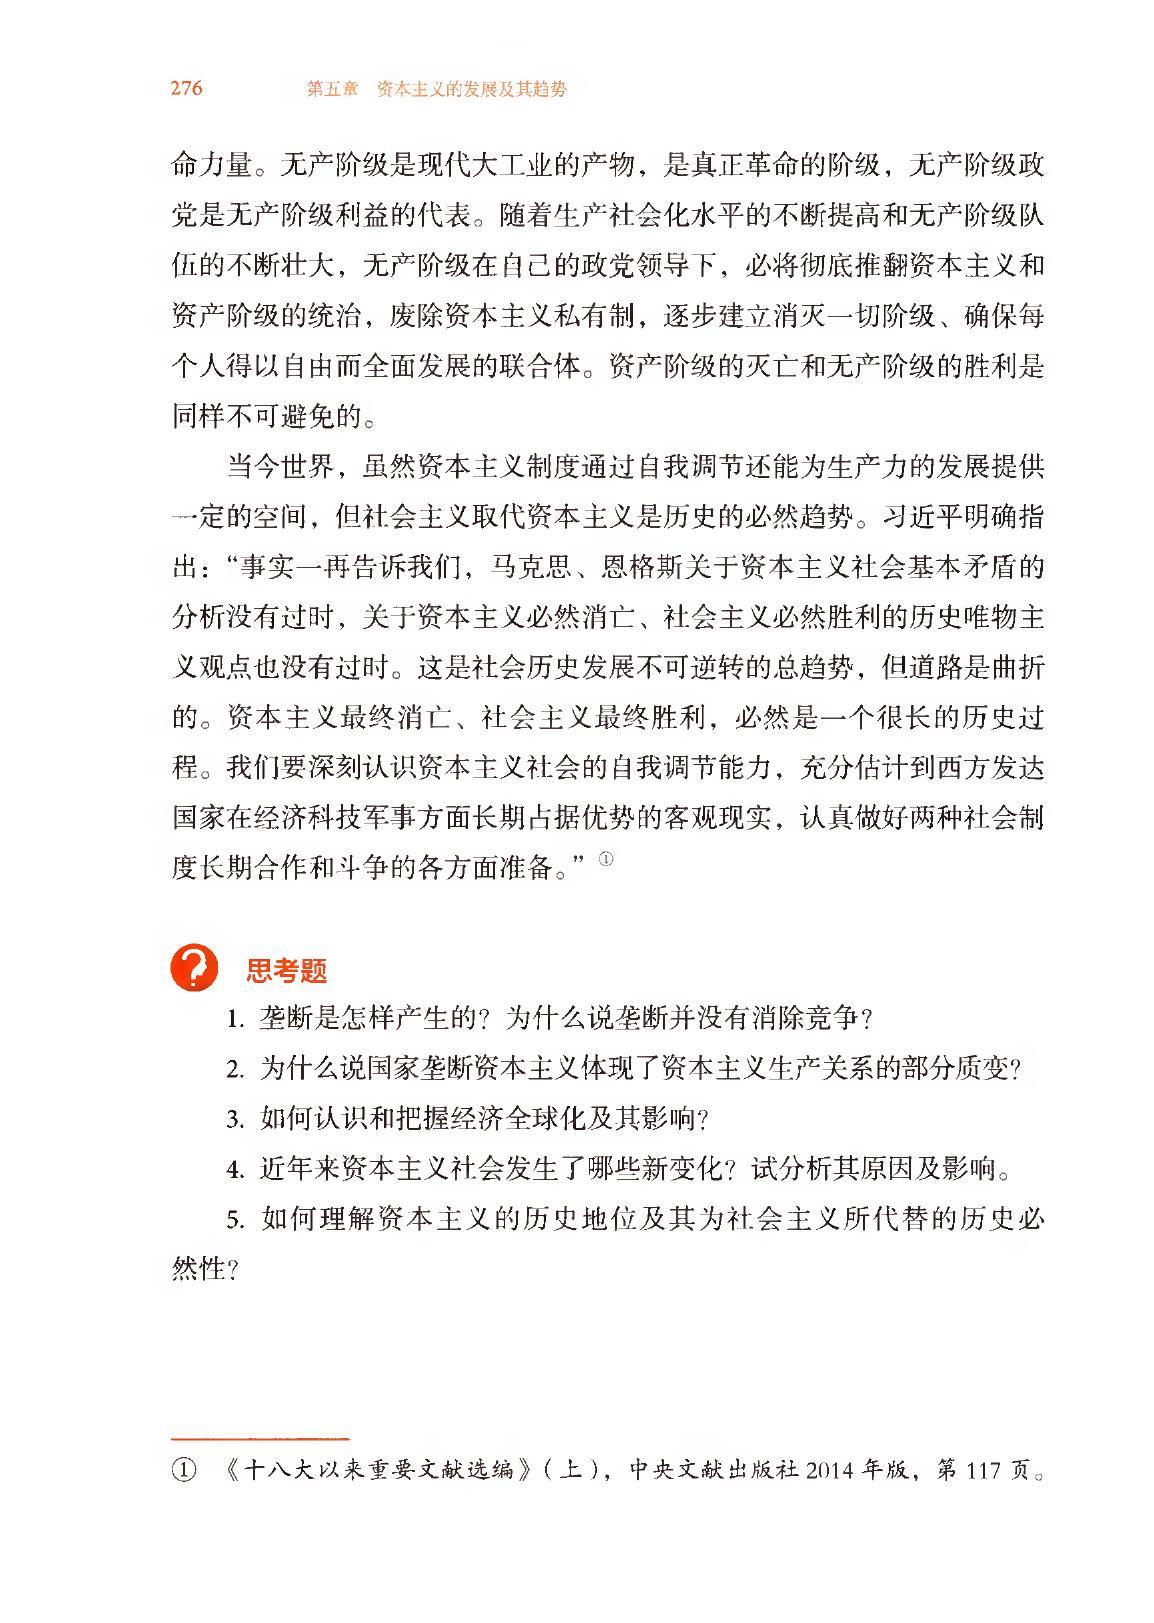 276 第五章 资本主义的发展及其趋势
命力量。无产阶级是现代大工业的产物，是真正革命的阶级，无产阶级政
党是无产阶级利益的代表。随着生产社会化水平的不断提高和无产阶级队
伍的不断壮大，无产阶级在自己的政党领导下，必将彻底推翻资本主义和
资产阶级的统治，废除资本主义私有制，逐步建立消灭一切阶级、确保每
个人得以自由而全面发展的联合体。资产阶级的灭亡和无产阶级的胜利是
同样不可避免的。
当今世界，虽然资本主义制度通过自我调节还能为生产力的发展提供
一定的空间，但社会主义取代资本主义是历史的必然趋势。习近平明确指
出：“事实一再告诉我们，马克思、恩格斯关于资本主义社会基本矛盾的
分析没有过时，关于资本主义必然消亡、社会主义必然胜利的历史唯物主
义观点也没有过时。这是社会历史发展不可逆转的总趋势，但道路是曲折
的。资本主义最终消亡、社会主义最终胜利，必然是一个很长的历史过
程。我们要深刻认识资本主义社会的自我调节能力，充分估计到西方发达
国家在经济科技军事方面长期占据优势的客观现实，认真做好两种社会制
度长期合作和斗争的各方面准备。”①
思考题
1. 垄断是怎样产生的？为什么说垄断并没有消除竞争？
2. 为什么说国家垄断资本主义体现了资本主义生产关系的部分质变？
3. 如何认识和把握经济全球化及其影响？
4. 近年来资本主义社会发生了哪些新变化？试分析其原因及影响。
5. 如何理解资本主义的历史地位及其为社会主义所代替的历史必
然性？
① 《十八大以来重要文献选编》（上），中央文献出版社 2014 年版，第 117 页。